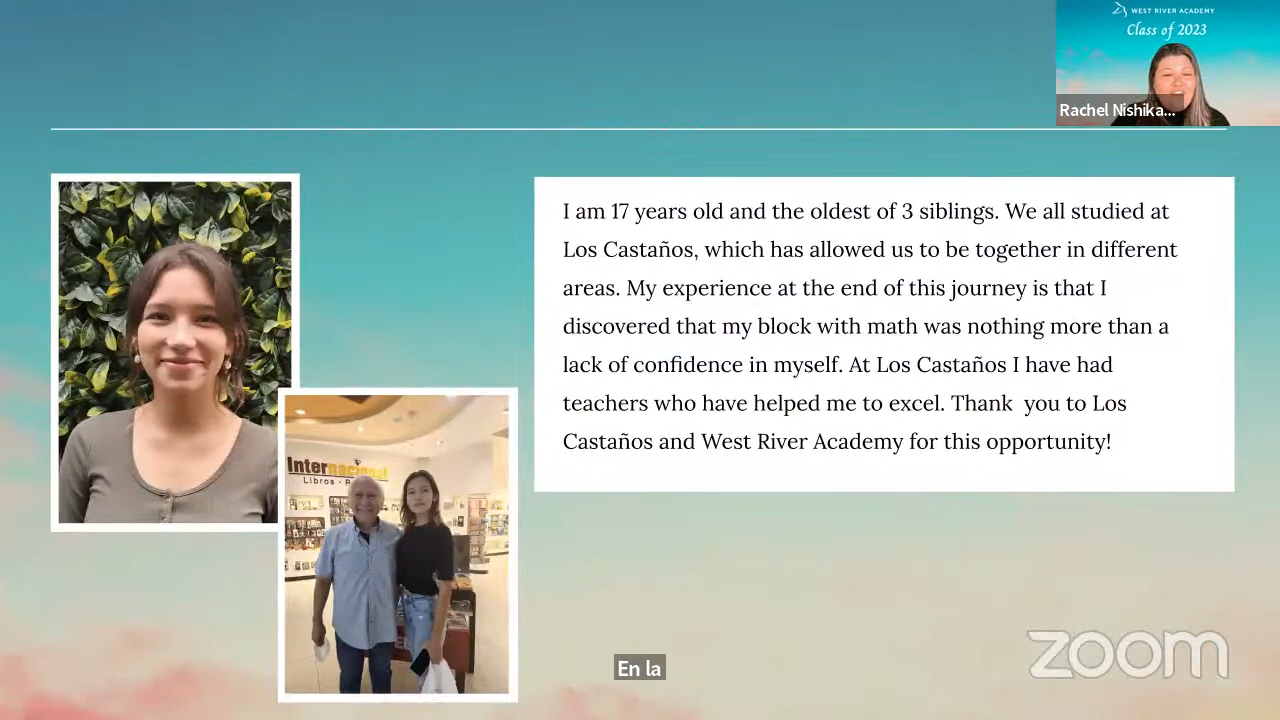 WEST RIVER ACADEMY
Class of 2023
Rachel Nishika...
I am 17 years old and the oldest of 3 siblings. We all studied at
Los Castaños, which has allowed us to be together in different
areas. My experience at the end of this journey is that I
discovered that my block with math was nothing more than a
lack of confidence in myself. At Los Castaños I have had
teachers who have helped me to excel. Thank  you to Los
Castaños and West River Academy for this opportunity!
Internacional
Libros
En la
zoom